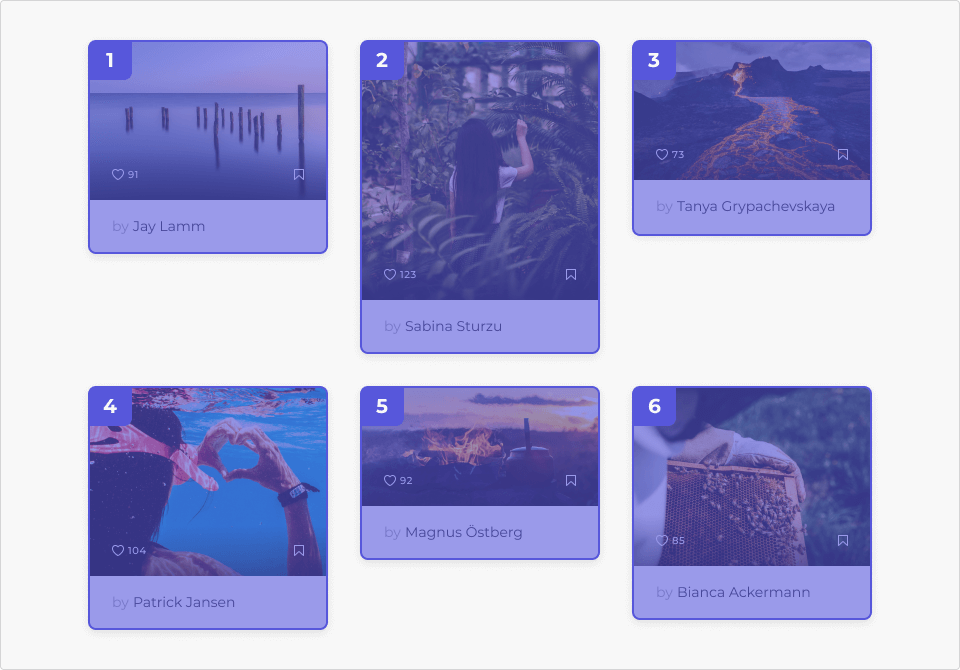 1
91
by Jay Lamm
2
123
by Sabina Sturzu
3
73
by Tanya Grypachevskaya
4
104
by Patrick Jansen
5
92
by Magnus Östberg
6
85
by Bianca Ackermann